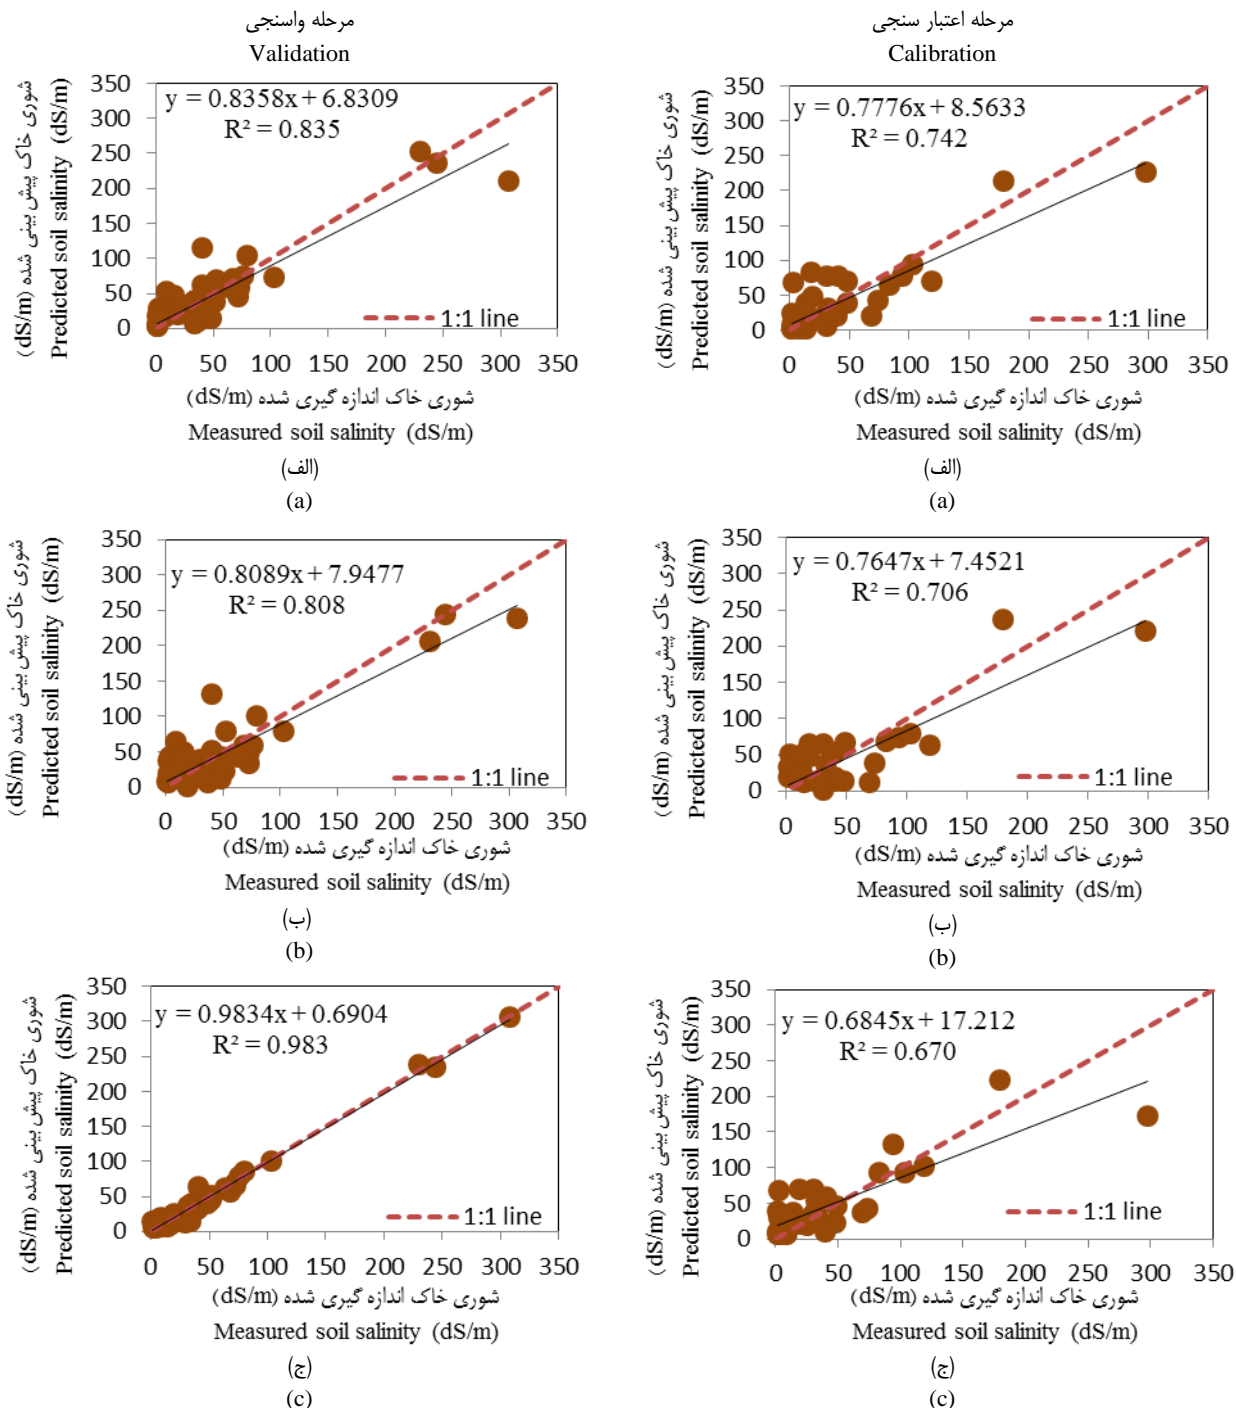 مرحله واسنجی
Validation
شوری خاک پیش بینی شده (dS/m)
Predicted soil salinity (dS/m)
350
300
250
200
150
100
50
0
y = 0.8358x + 6.8309
R² = 0.835
1:1 line
0 50 100 150 200 250 300 350
شوری خاک اندازه گیری شده (dS/m)
Measured soil salinity (dS/m)
(الف)
(a)
مرحله اعتبار سنجی
Calibration
شوری خاک پیش بینی شده (dS/m)
Predicted soil salinity (dS/m)
350
300
250
200
150
100
50
0
y = 0.7776x + 8.5633
R² = 0.742
1:1 line
0 50 100 150 200 250 300 350
شوری خاک اندازه گیری شده (dS/m)
Measured soil salinity (dS/m)
(الف)
(a)
شوری خاک پیش بینی شده (dS/m)
Predicted soil salinity (dS/m)
350
300
250
200
150
100
50
0
y = 0.8089x + 7.9477
R² = 0.808
1:1 line
0 50 100 150 200 250 300 350
شوری خاک اندازه گیری شده (dS/m)
Measured soil salinity (dS/m)
(ب)
(b)
شوری خاک پیش بینی شده (dS/m)
Predicted soil salinity (dS/m)
350
300
250
200
150
100
50
0
y = 0.7647x + 7.4521
R² = 0.706
1:1 line
0 50 100 150 200 250 300 350
شوری خاک اندازه گیری شده (dS/m)
Measured soil salinity (dS/m)
(ب)
(b)
شوری خاک پیش بینی شده (dS/m)
Predicted soil salinity (dS/m)
350
300
250
200
150
100
50
0
y = 0.9834x + 0.6904
R² = 0.983
1:1 line
0 50 100 150 200 250 300 350
شوری خاک اندازه گیری شده (dS/m)
Measured soil salinity (dS/m)
(ج)
(c)
شوری خاک پیش بینی شده (dS/m)
Predicted soil salinity (dS/m)
350
300
250
200
150
100
50
0
y = 0.6845x + 17.212
R² = 0.670
1:1 line
0 50 100 150 200 250 300 350
شوری خاک اندازه گیری شده (dS/m)
Measured soil salinity (dS/m)
(ج)
(c)